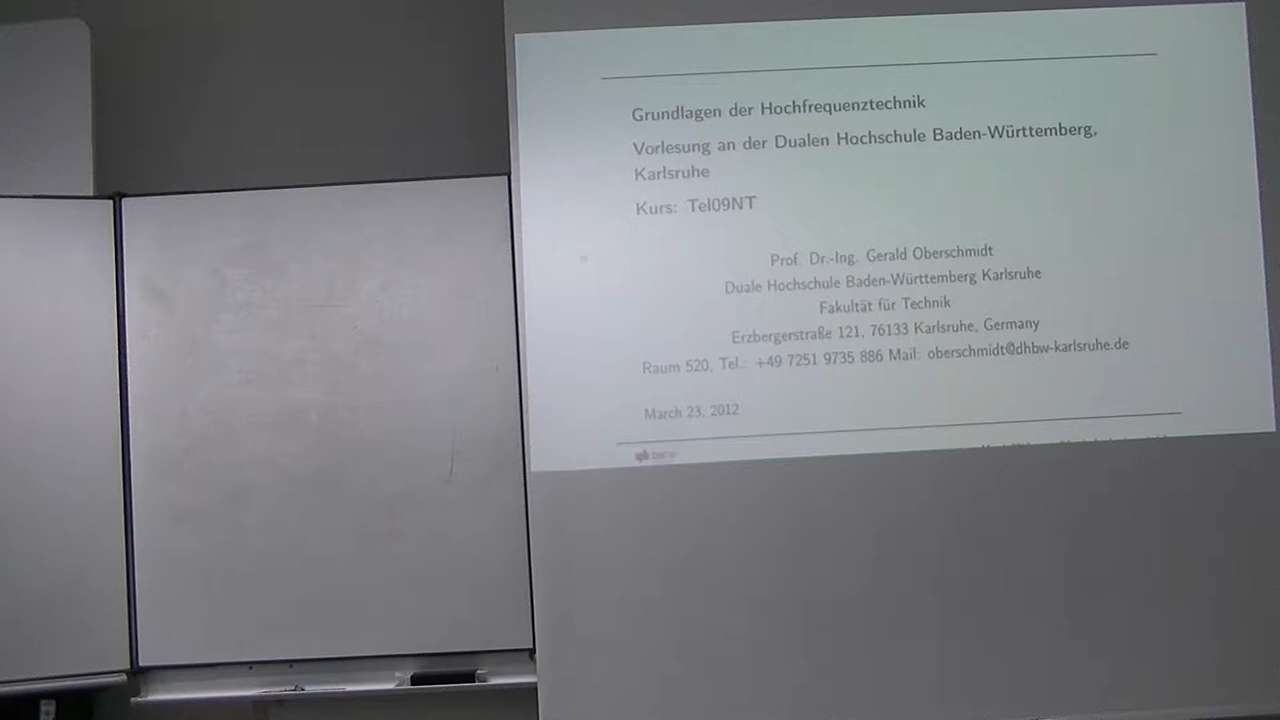 Grundlagen der Hochfrequenztechnik
Vorlesung an der Dualen Hochschule Baden-Württemberg,
Karlsruhe
Kurs: Tel09NT
Prof. Dr.-Ing. Gerald Oberschmidt
Duale Hochschule Baden-Württemberg Karlsruhe
Fakultät für Technik
Erzbergerstraße 121, 76133 Karlsruhe, Germany
Raum 520, Tel.: +49 7251 9735 886 Mail: oberschmidt@dhbw-karlsruhe.de
March 23, 2012